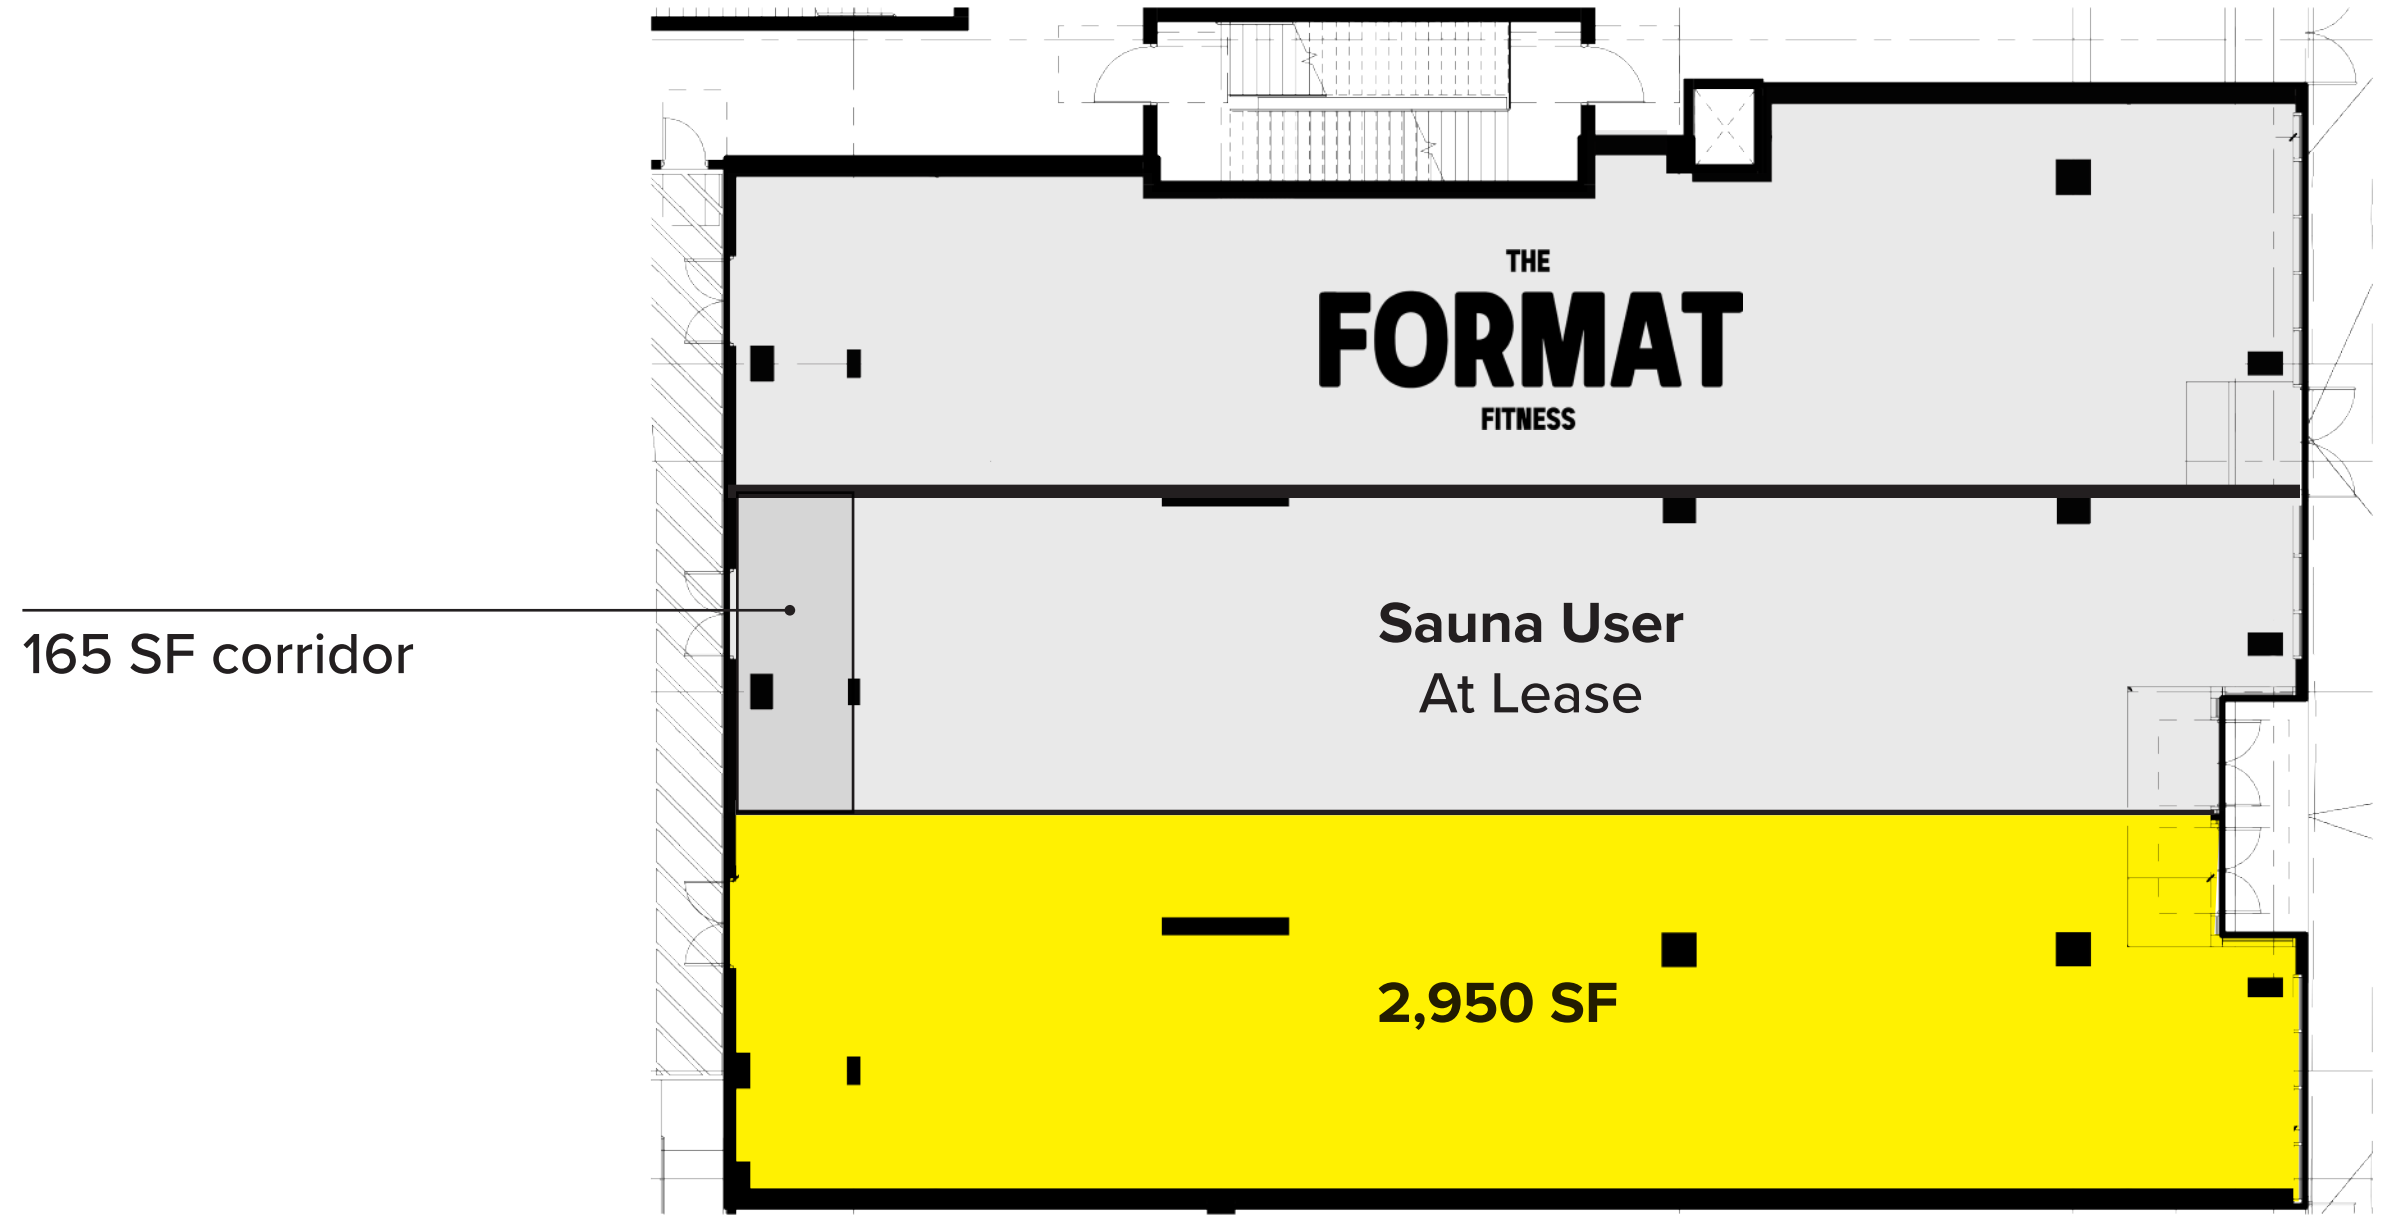 THE
FORMAT
FITNESS
165 SF corridor
Sauna User
At Lease
2,950 SF